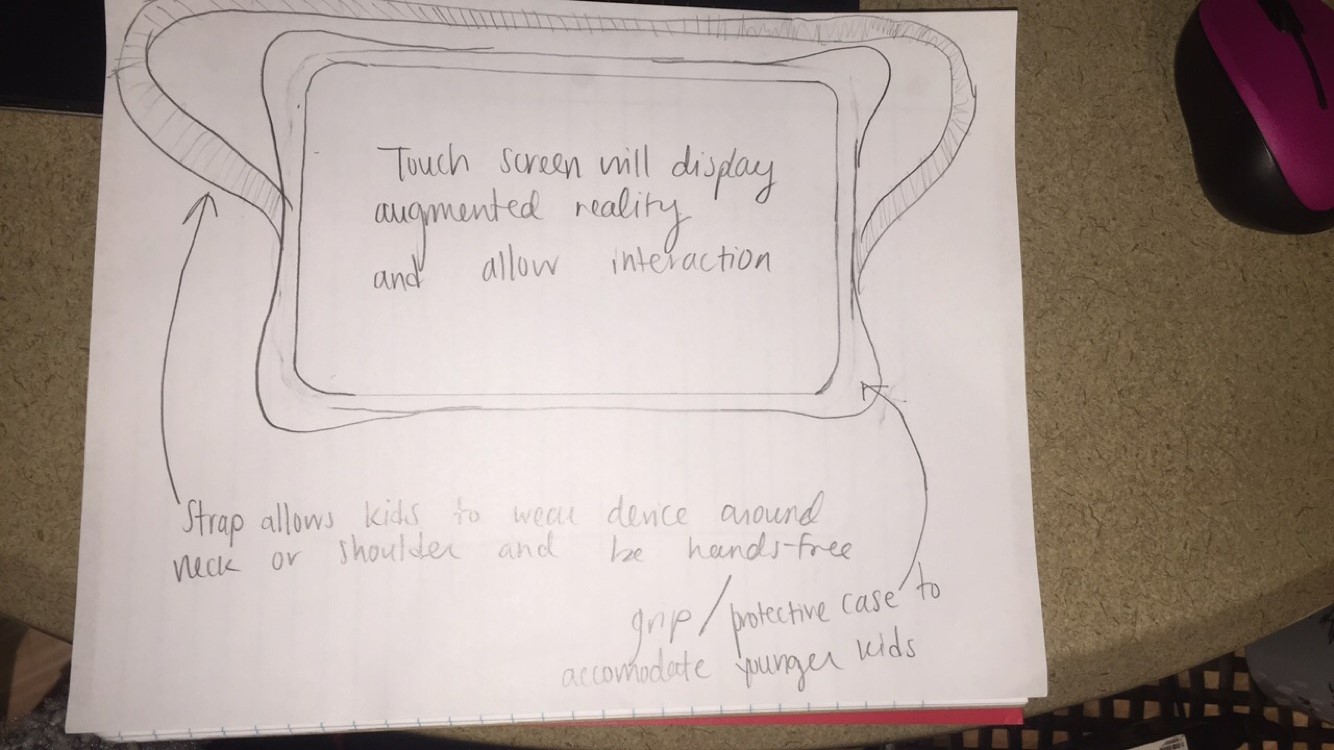 Touch screen will display
augmented reality
and allow interaction
Strap allows kids to wear device around
neck or shoulder and be hands-free
grip/protective case to
accomodate younger kids